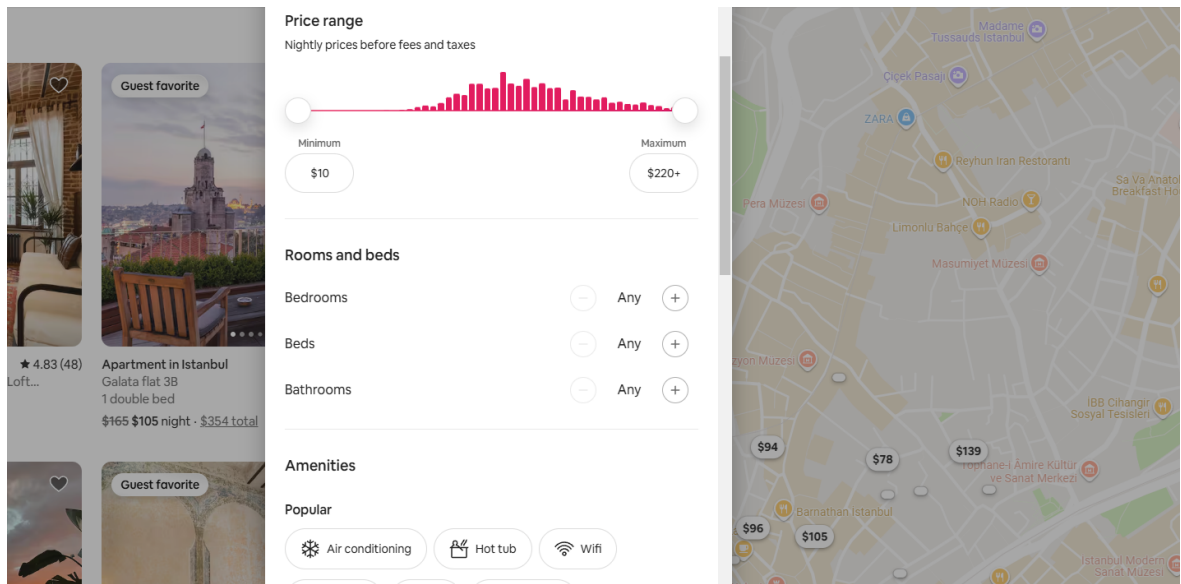 Guest favorite
4.83 (48)
Loft...
Apartment in Istanbul
Galata flat 3B
1 double bed
$165 $105 night · $354 total
Guest favorite
Price range
Nightly prices before fees and taxes
Minimum
Maximum
$10
$220+
Rooms and beds
Bedrooms
Any
Beds
Any
Bathrooms
Any
Amenities
Popular
Air conditioning
Hot tub
Wifi
Madame
Tussauds İstanbul
Çiçek Pasajı
ZARA
Reyhun Iran Restoranti
Sa Va Anatol
Breakfast Ho
Pera Müzesi
NOH Radio
Limonlu Bahçe
Masumiyet Müzesi
zyon Müzesi
İBB Cihangir
Sosyal Tesisleri
$94
$78
$139
Tophane-i Amire Kültür
ve Sanat Merkezi
Barnathan İstanbul
$96
$105
İstanbul Modern
Sanat Müzesi